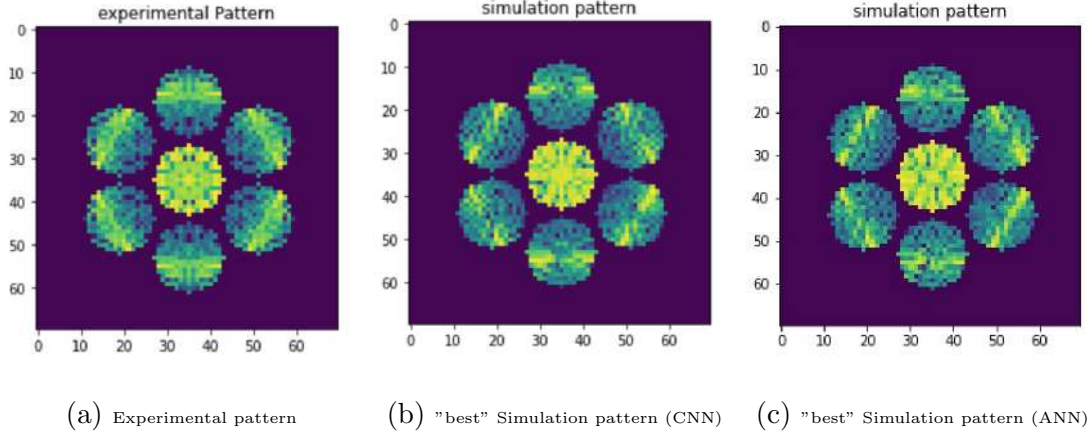 experimental Pattern
0
10
20
30
40
50
60
0 10 20 30 40 50 60
(a) Experimental pattern
simulation pattern
0
10
20
30
40
50
60
0 10 20 30 40 50 60
(b) "best" Simulation pattern (CNN)
simulation pattern
0
10
20
30
40
50
60
0 10 20 30 40 50 60
(c) "best" Simulation pattern (ANN)